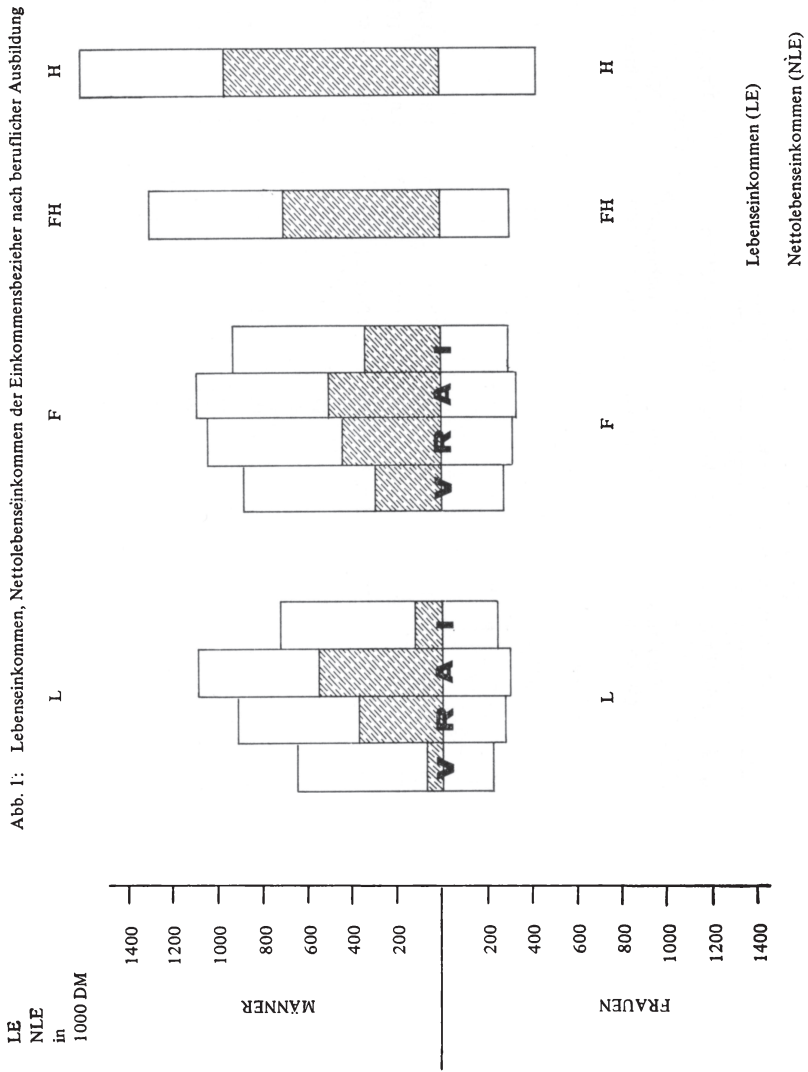 Abb. 1: Lebenseinkommen, Nettolebenseinkommen der Einkommensbezieher nach beruflicher Ausbildung
LE
NLE
in
1000 DM
L
F
FH
H
1400
1200
1000
800
600
400
200
MÄNNER
V R A I
V R A I
200
400
600
800
1000
1200
1400
FRAUEN
L
F
FH
H
Lebenseinkommen (LE)
Nettolebenseinkommen (NLE)